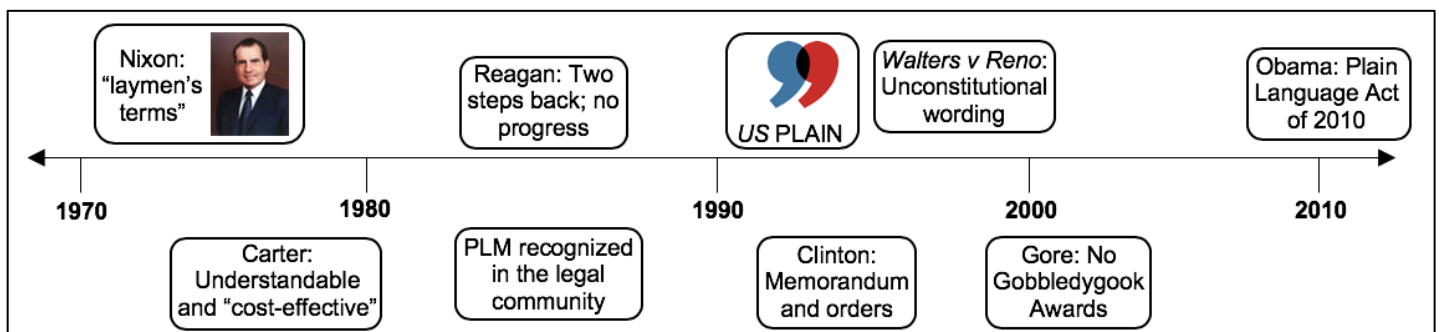 Nixon:
“laymen’s
terms”
Reagan: Two
steps back; no
progress
US PLAIN
Walters v Reno:
Unconstitutional
wording
Obama: Plain
Language Act
of 2010
1970
1980
1990
2000
2010
Carter:
Understandable
and “cost-effective”
PLM recognized
in the legal
community
Clinton:
Memorandum
and orders
Gore: No
Gobbledygook
Awards